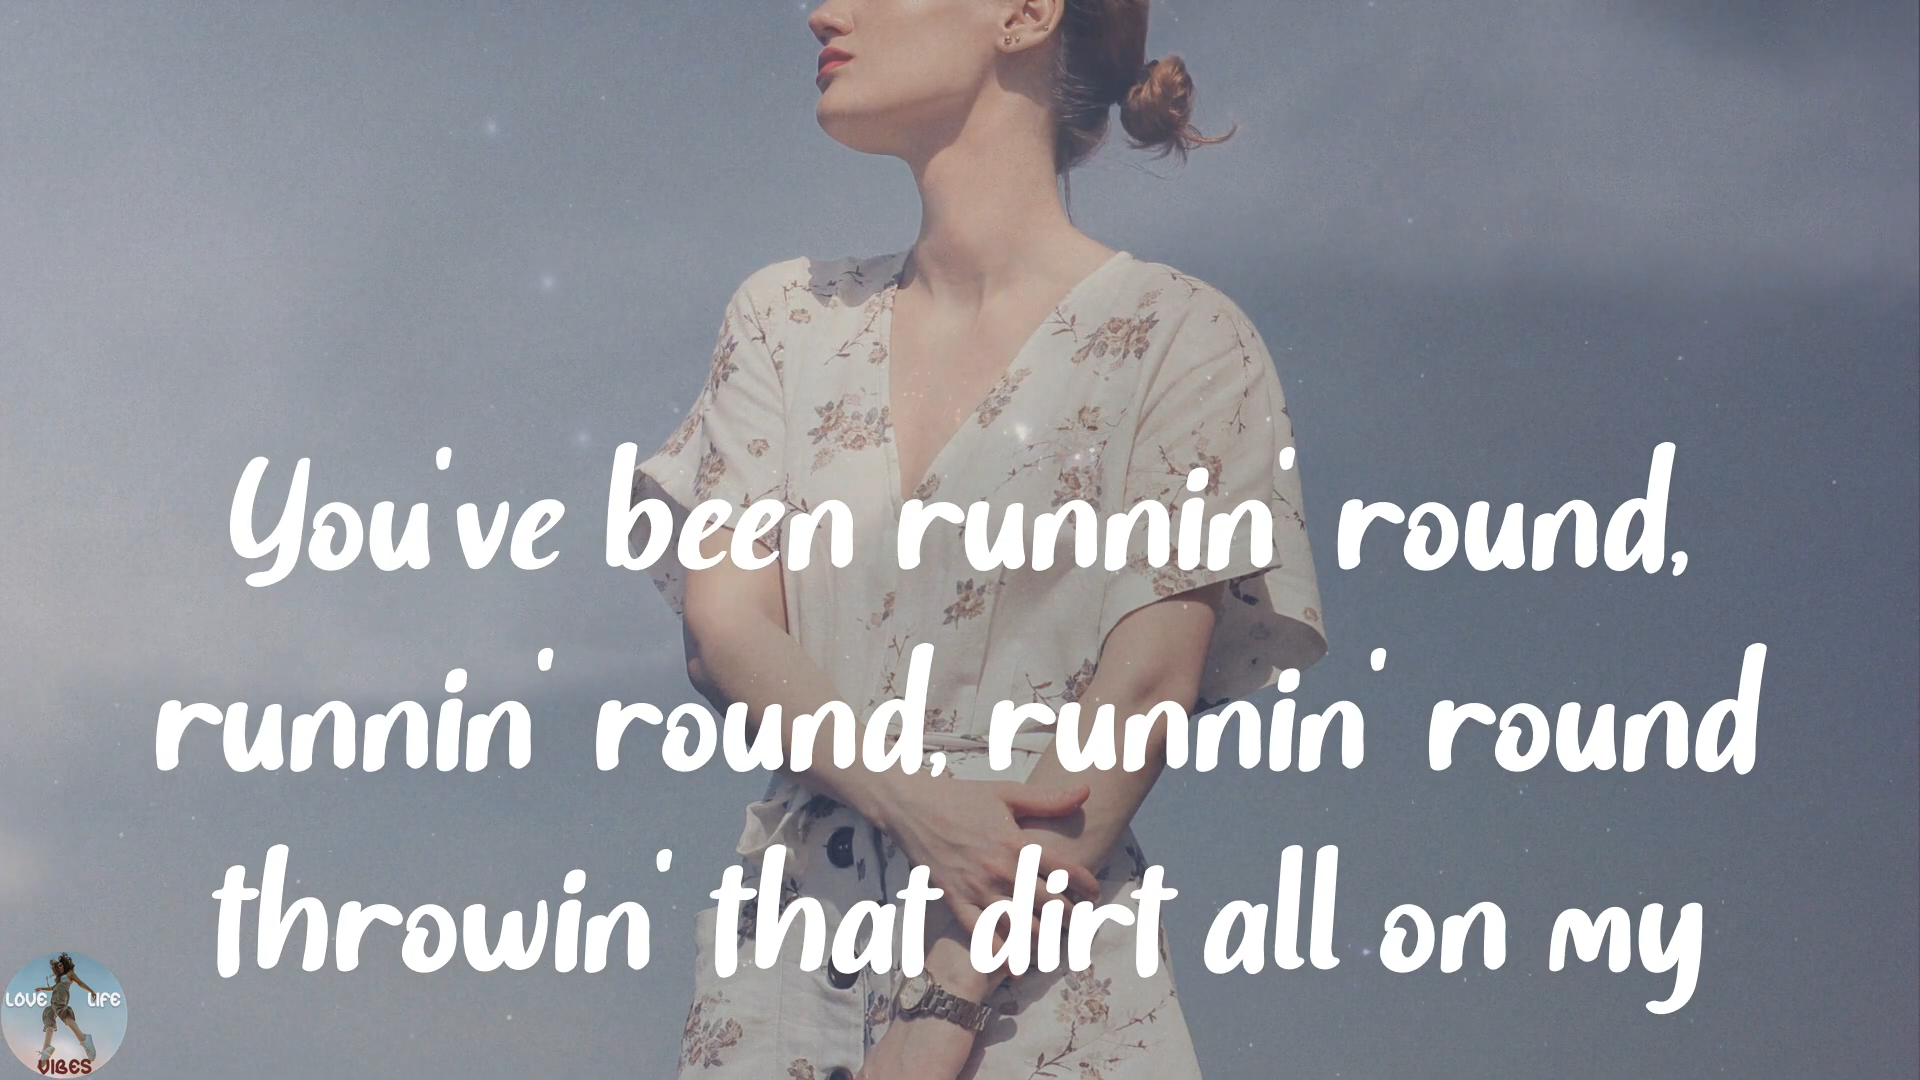 You've been runnin' round,
runnin' round, runnin' round
throwin' that dirt all on my
LOVE LIFE
VIBES